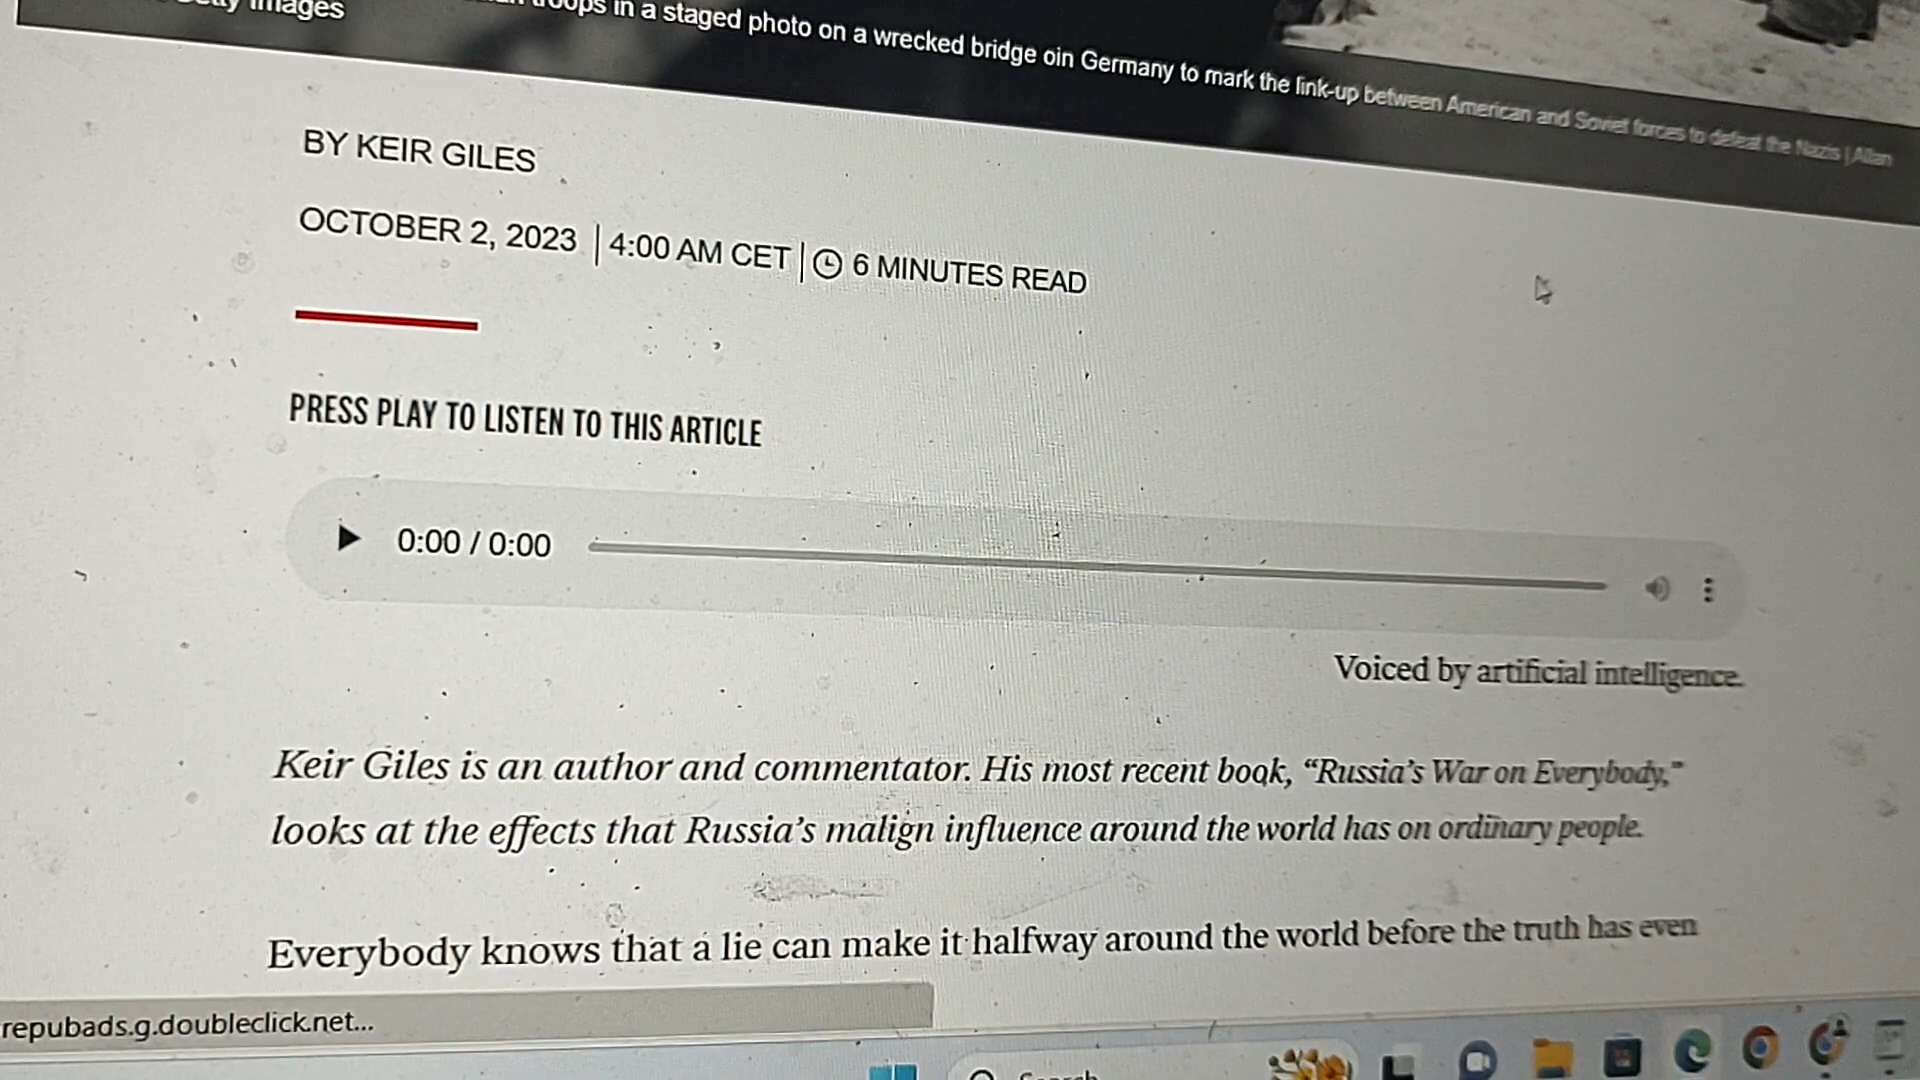 Images
troops in a staged photo on a wrecked bridge oin Germany to mark the link-up between American and Soviet forces to defeat the Nazis | Allan
BY KEIR GILES
OCTOBER 2, 2023 | 4:00 AM CET | 6 MINUTES READ
PRESS PLAY TO LISTEN TO THIS ARTICLE
0:00 / 0:00
Voiced by artificial intelligence.
Keir Giles is an author and commentator. His most recent book, “Russia’s War on Everybody,”
looks at the effects that Russia’s malign influence around the world has on ordinary people.
Everybody knows that a lie can make it halfway around the world before the truth has even
repubads.g.doubleclick.net...
Search